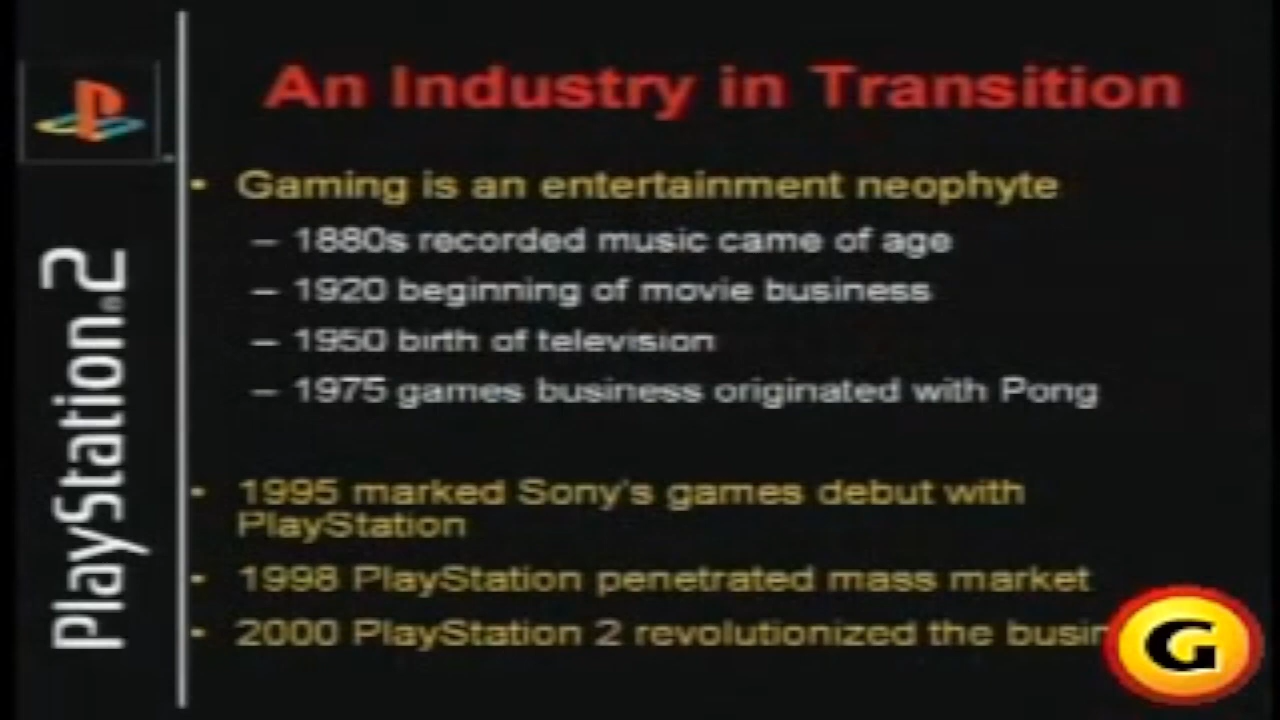 An Industry in Transition
• Gaming is an entertainment neophyte
– 1880s recorded music came of age
– 1920 beginning of movie business
– 1950 birth of television
– 1975 games business originated with Pong
• 1995 marked Sony's games debut with
PlayStation
• 1998 PlayStation penetrated mass market
• 2000 PlayStation 2 revolutionized the busin
PlayStation®2
G